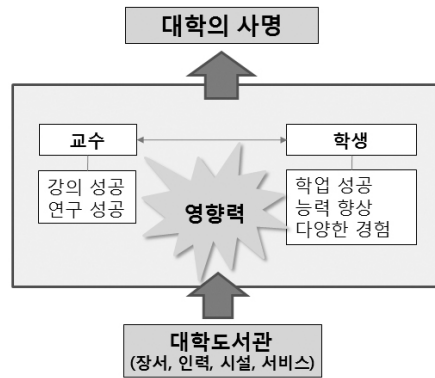 대학의 사명
교수
학생
강의 성공
연구 성공
영향력
학업 성공
능력 향상
다양한 경험
대학도서관
(장서, 인력, 시설, 서비스)